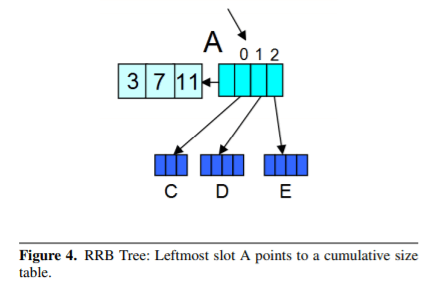 A
0 1 2
3 7 11
C D E
Figure 4. RRB Tree: Leftmost slot A points to a cumulative size
table.